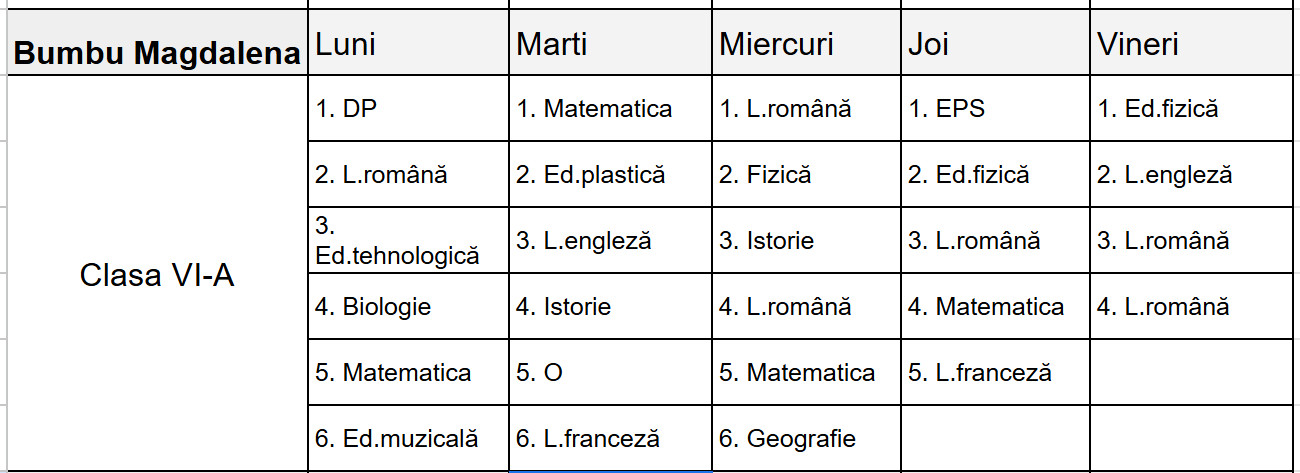 Bumbu Magdalena Luni Marti Miercuri Joi Vineri
Clasa VI-A
1. DP 1. Matematica 1. L.română 1. EPS 1. Ed.fizică
2. L.română 2. Ed.plastică 2. Fizică 2. Ed.fizică 2. L.engleză
3.
Ed.tehnologică 3. L.engleză 3. Istorie 3. L.română 3. L.română
4. Biologie 4. Istorie 4. L.română 4. Matematica 4. L.română
5. Matematica 5. O 5. Matematica 5. L.franceză
6. Ed.muzicală 6. L.franceză 6. Geografie